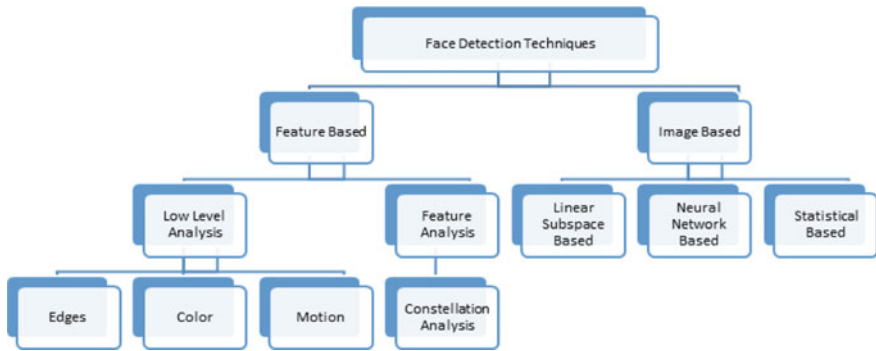 Face Detection Techniques
Feature Based
Image Based
Low Level
Analysis
Feature
Analysis
Linear
Subspace
Based
Neural
Network
Based
Statistical
Based
Edges
Color
Motion
Constellation
Analysis